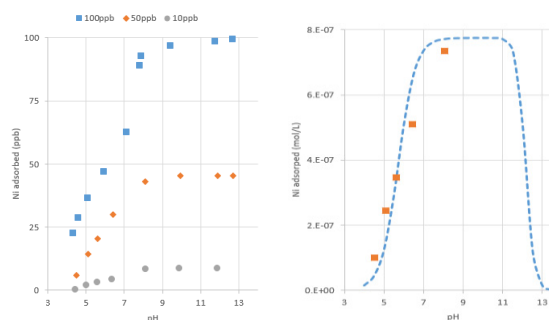 100ppb 50ppb 10ppb
Ni adsorbed (ppb)
100
75
50
25
0
3 5 7 9 11 13
pH
Ni adsorbed (mol/L)
8.E-07
6.E-07
4.E-07
2.E-07
0.E+00
3 5 7 9 11 13
pH